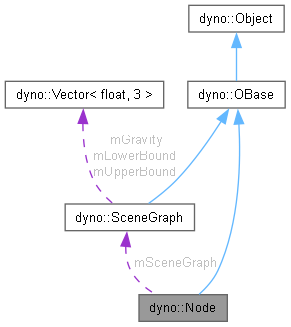 dyno::Object
dyno::Vector< float, 3 >
dyno::OBase
mGravity
mLowerBound
mUpperBound
dyno::SceneGraph
mSceneGraph
dyno::Node